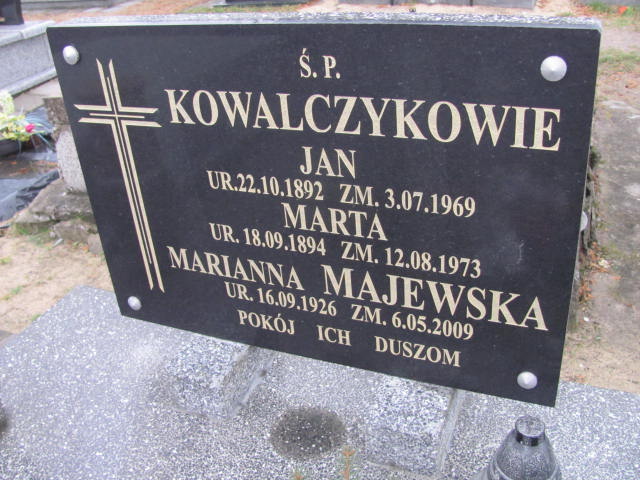 Ś. P.
KOWALCZYKOWIE
JAN
UR.22.10.1892 ZM. 3.07.1969
MARTA
UR. 18.09.1894 ZM. 12.08.1973
MARIANNA MAJEWSKA
UR. 16.09.1926 ZM. 6.05.2009
POKÓJ ICH DUSZOM